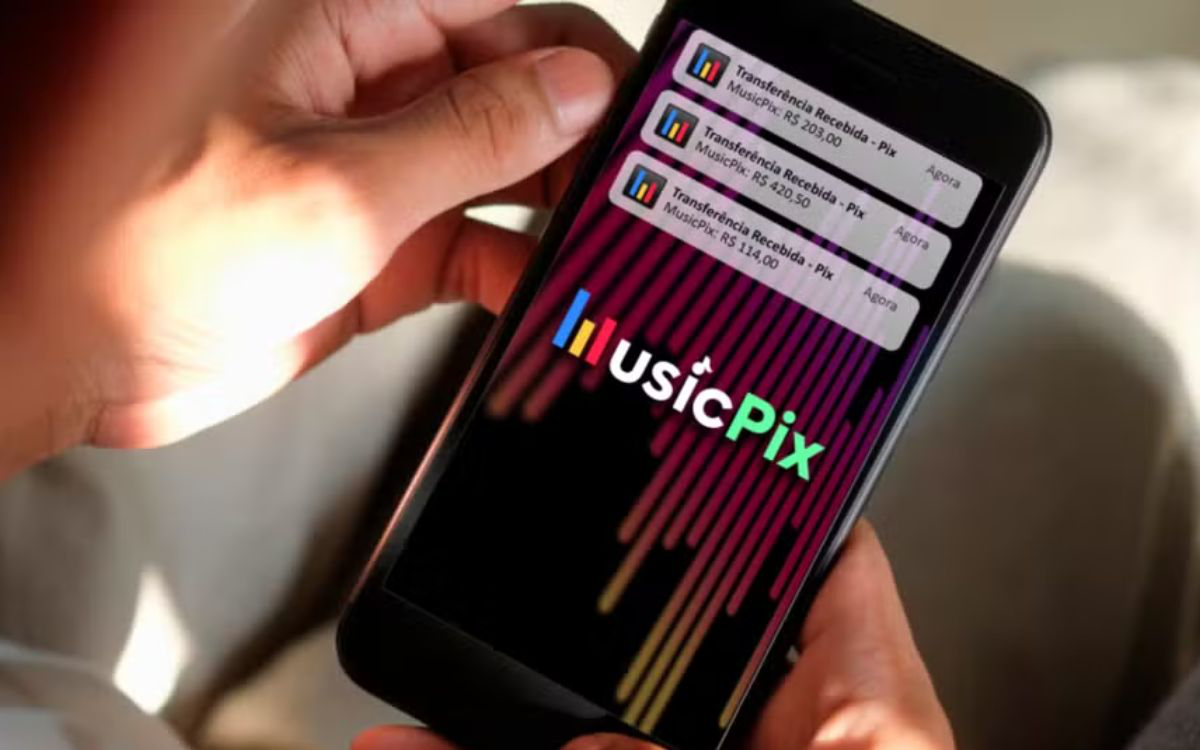 Transferência Recebida - Pix
MusicPix: R$ 203,00
Agora
Transferência Recebida - Pix
MusicPix: R$ 420,50
Agora
Transferência Recebida - Pix
MusicPix: R$ 114,00
Agora
MusicPix